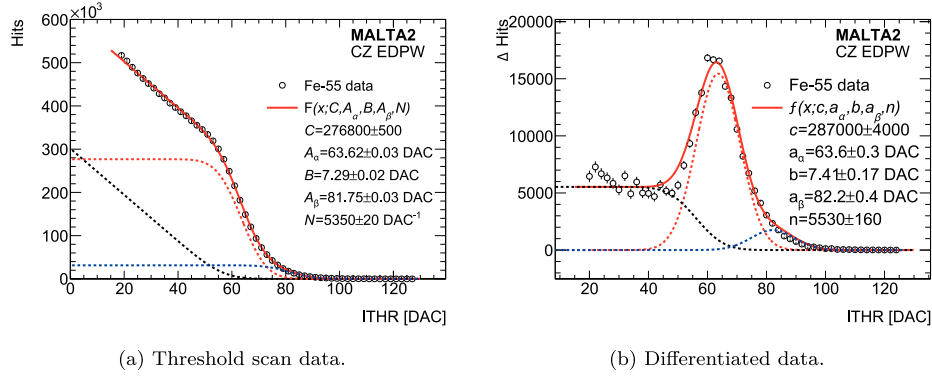 ×10³
Hits
600
500
400
300
200
100
0
0 20 40 60 80 100 120
ITHR [DAC]
MALTA2
CZ EDPW
Fe-55 data
F(x;C,A_α,B,A_β,N)
C=276800±500
A_α=63.62±0.03 DAC
B=7.29±0.02 DAC
A_β=81.75±0.03 DAC
N=5350±20 DAC⁻¹
(a) Threshold scan data.
Δ Hits
20000
15000
10000
5000
0
20 40 60 80 100 120
ITHR [DAC]
MALTA2
CZ EDPW
Fe-55 data
f(x;c,a_α,b,a_β,n)
c=287000±4000
a_α=63.6±0.3 DAC
b=7.41±0.17 DAC
a_β=82.2±0.4 DAC
n=5530±160
(b) Differentiated data.